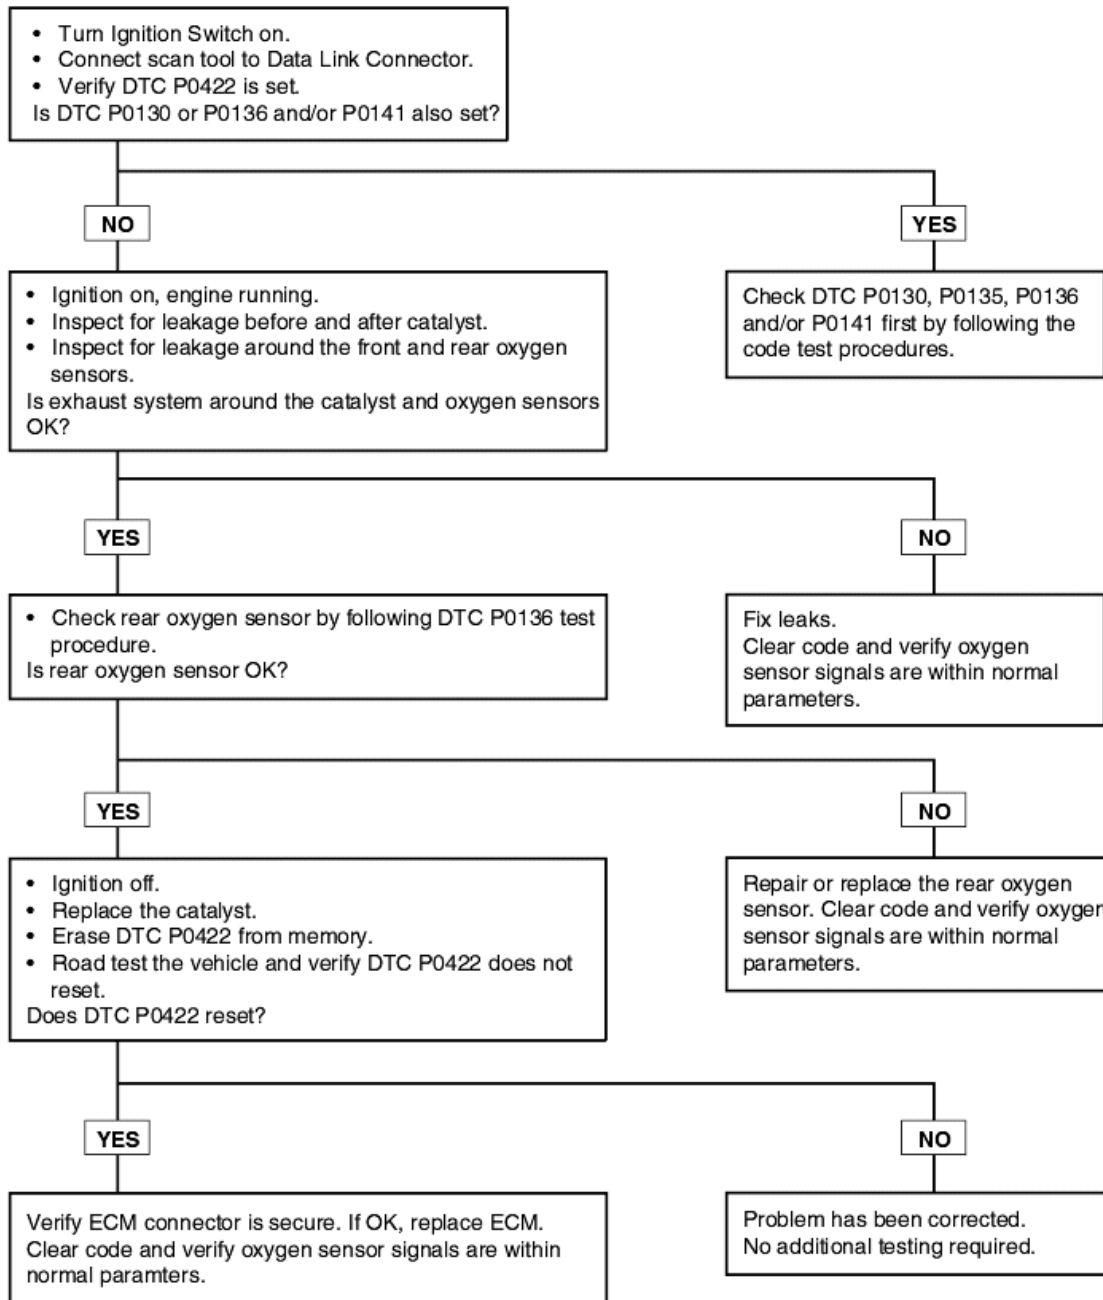 • Turn Ignition Switch on.
• Connect scan tool to Data Link Connector.
• Verify DTC P0422 is set.
Is DTC P0130 or P0136 and/or P0141 also set?
NO
YES
• Ignition on, engine running.
• Inspect for leakage before and after catalyst.
• Inspect for leakage around the front and rear oxygen
sensors.
Is exhaust system around the catalyst and oxygen sensors
OK?
Check DTC P0130, P0135, P0136
and/or P0141 first by following the
code test procedures.
YES
NO
• Check rear oxygen sensor by following DTC P0136 test
procedure.
Is rear oxygen sensor OK?
Fix leaks.
Clear code and verify oxygen
sensor signals are within normal
parameters.
YES
NO
• Ignition off.
• Replace the catalyst.
• Erase DTC P0422 from memory.
• Road test the vehicle and verify DTC P0422 does not
reset.
Does DTC P0422 reset?
Repair or replace the rear oxygen
sensor. Clear code and verify oxygen
sensor signals are within normal
parameters.
YES
NO
Verify ECM connector is secure. If OK, replace ECM.
Clear code and verify oxygen sensor signals are within
normal paramters.
Problem has been corrected.
No additional testing required.